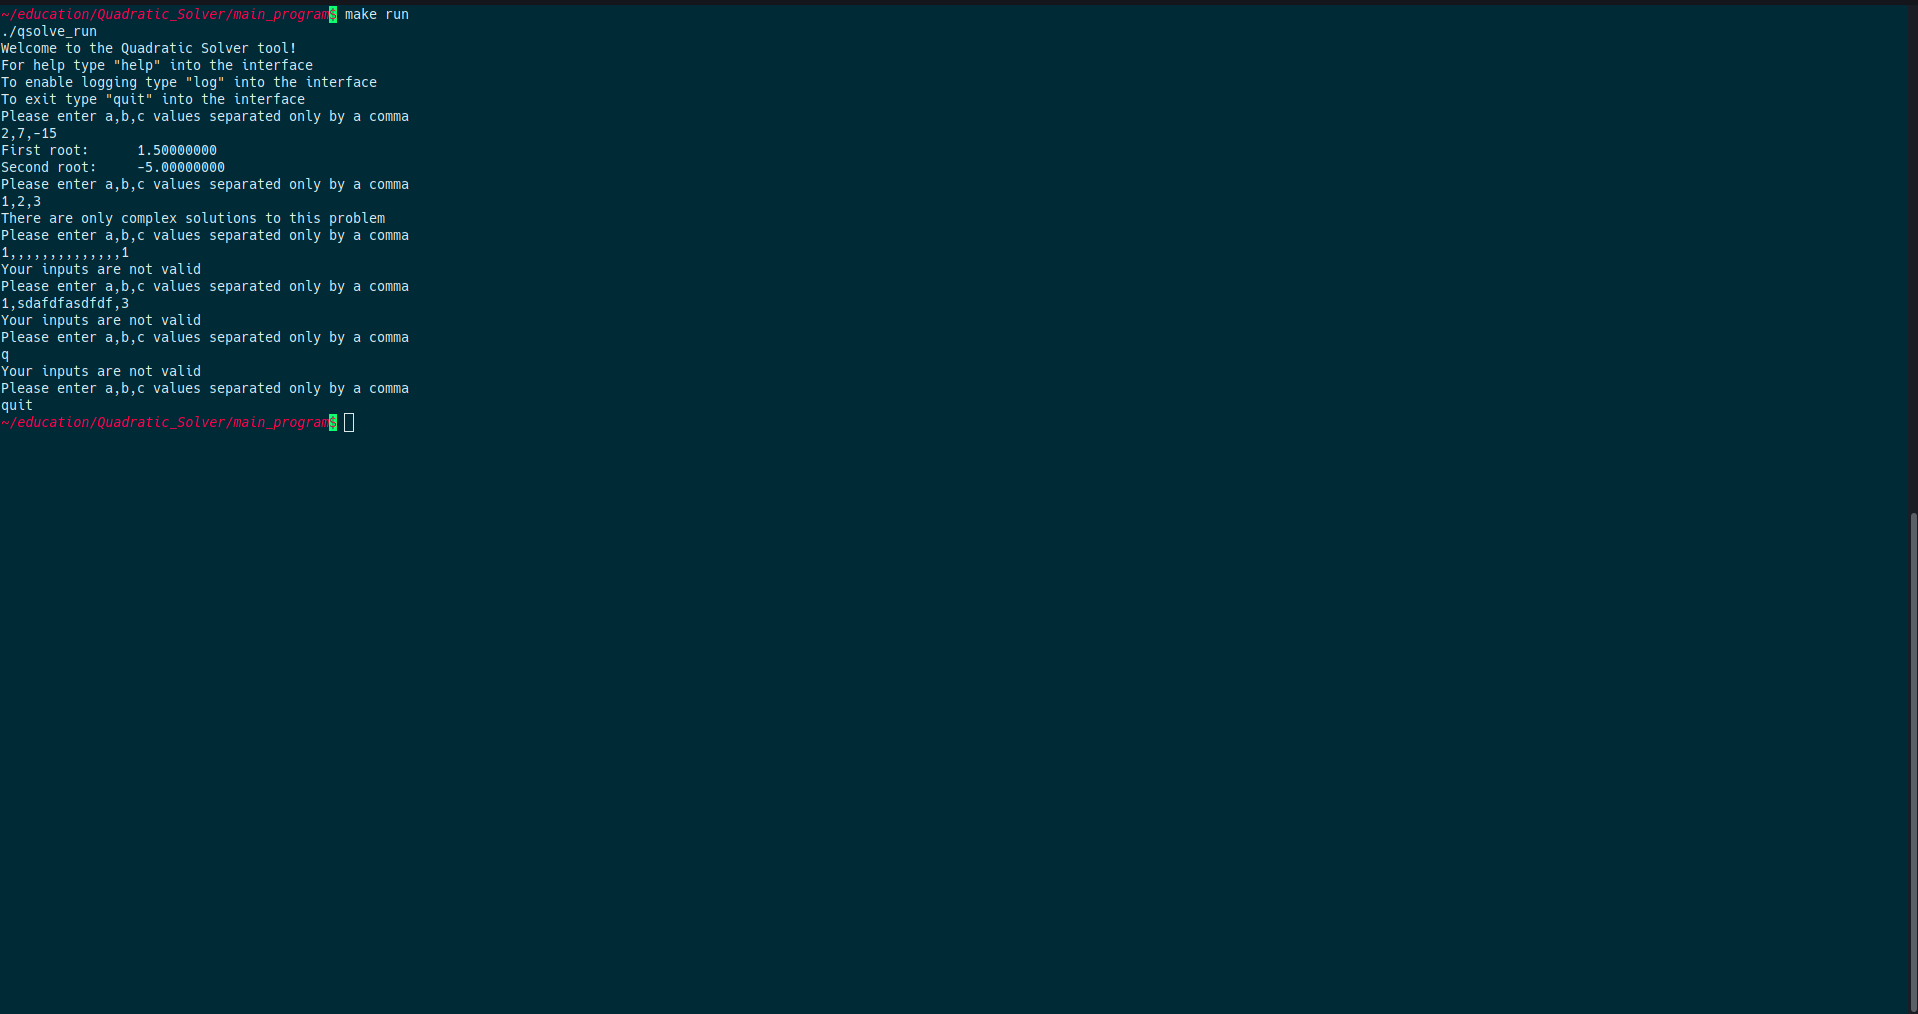 ~/education/Quadratic_Solver/main_program$ make run
./qsolve_run
Welcome to the Quadratic Solver tool!
For help type "help" into the interface
To enable logging type "log" into the interface
To exit type "quit" into the interface
Please enter a,b,c values separated only by a comma
2,7,-15
First root:      1.50000000
Second root:     -5.00000000
Please enter a,b,c values separated only by a comma
1,2,3
There are only complex solutions to this problem
Please enter a,b,c values separated only by a comma
1,,,,,,,,,,,,,,1
Your inputs are not valid
Please enter a,b,c values separated only by a comma
1,sdafdfasdfdf,3
Your inputs are not valid
Please enter a,b,c values separated only by a comma
q
Your inputs are not valid
Please enter a,b,c values separated only by a comma
quit
~/education/Quadratic_Solver/main_program$